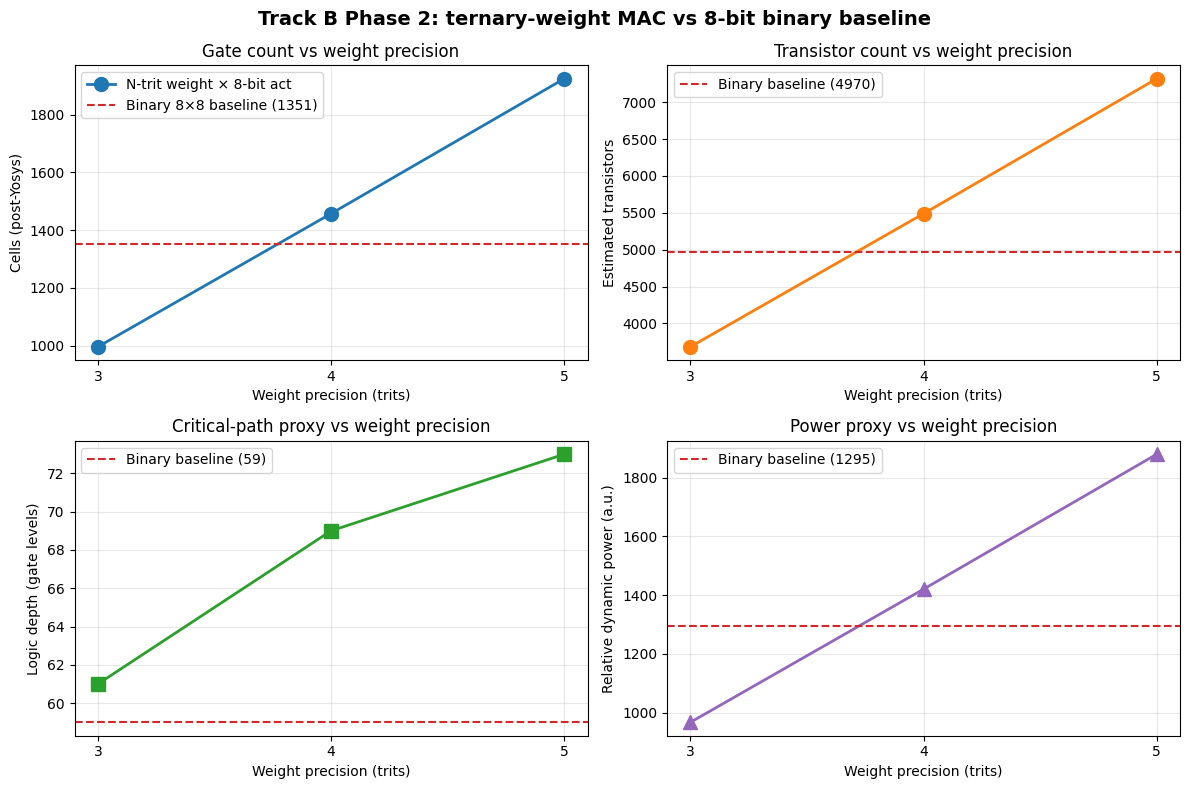 Track B Phase 2: ternary-weight MAC vs 8-bit binary baseline
Gate count vs weight precision
N-trit weight × 8-bit act
Binary 8×8 baseline (1351)
Cells (post-Yosys)
1800
1600
1400
1200
1000
3
4
5
Weight precision (trits)
Transistor count vs weight precision
Binary baseline (4970)
Estimated transistors
7000
6500
6000
5500
5000
4500
4000
3
4
5
Weight precision (trits)
Critical-path proxy vs weight precision
Binary baseline (59)
Logic depth (gate levels)
72
70
68
66
64
62
60
3
4
5
Weight precision (trits)
Power proxy vs weight precision
Binary baseline (1295)
Relative dynamic power (a.u.)
1800
1600
1400
1200
1000
3
4
5
Weight precision (trits)